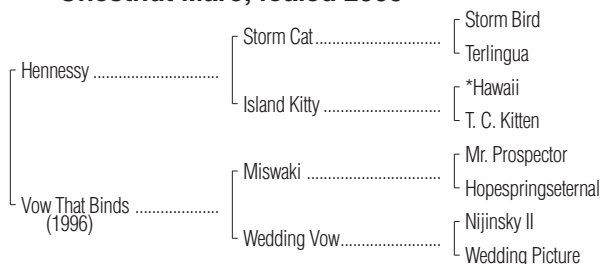 Chestnut Mare; foaled
Storm Bird
Storm Cat
Terlingua
Hennessy
*Hawaii
Island Kitty
T. C. Kitten
Mr. Prospector
Miswaki
Hopespringseternal
Vow That Binds
(1996)
Nijinsky II
Wedding Vow
Wedding Picture